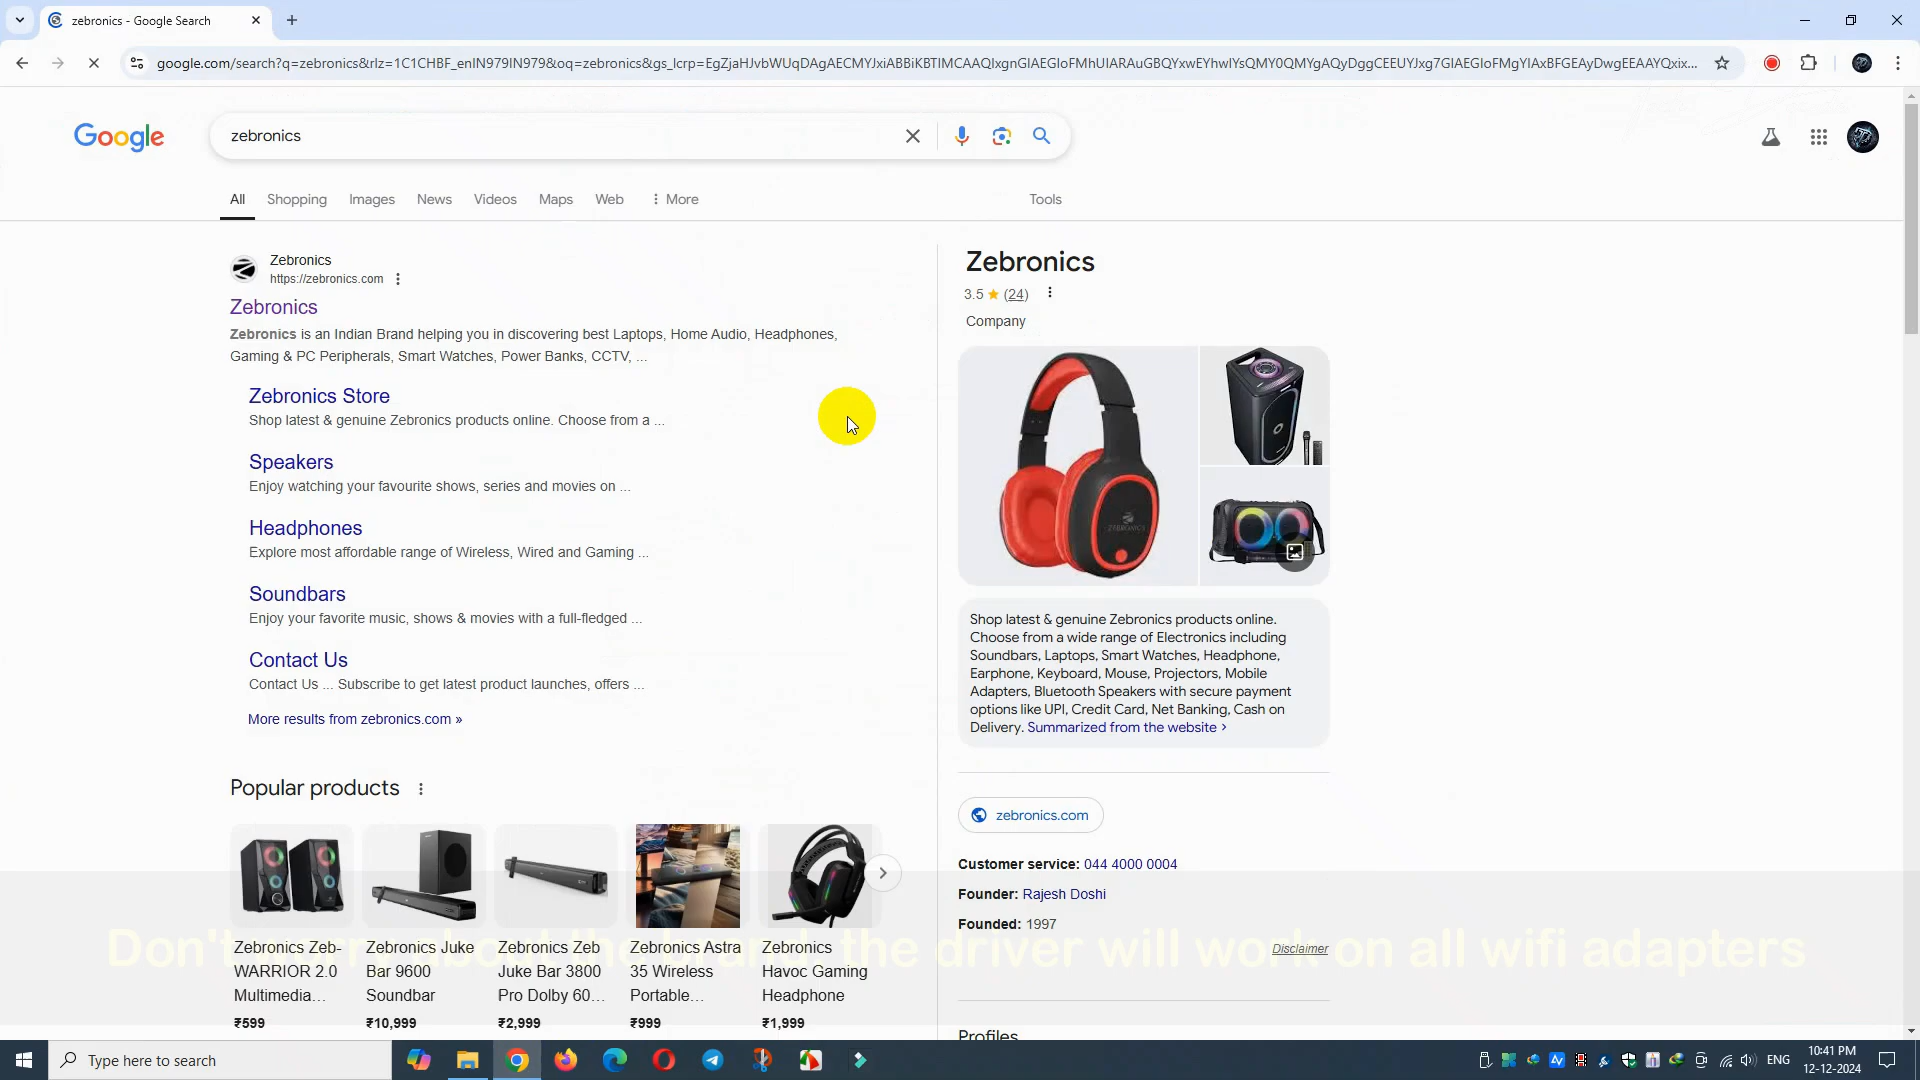 zebronics - Google Search
google.com/search?q=zebronics&rlz=1C1CHBF_enIN979IN979&oq=zebronics&gs_lcrp=
Google
zebronics
All
Shopping
Images
News
Videos
Maps
Web
More
Tools
Zebronics
https://zebronics.com
Zebronics
Zebronics is an Indian Brand helping you in discovering best Laptops, Home Audio, Headphones,
Gaming & PC Peripherals, Smart Watches, Power Banks, CCTV, ...
Zebronics Store
Shop latest & genuine Zebronics products online. Choose from a ...
Speakers
Enjoy watching your favourite shows, series and movies on ...
Headphones
Explore most affordable range of Wireless, Wired and Gaming ...
Soundbars
Enjoy your favorite music, shows & movies with a full-fledged ...
Contact Us
Contact Us ... Subscribe to get latest product launches, offers ...
More results from zebronics.com »
Popular products
Zebronics Zeb-
WARRIOR 2.0
Multimedia...
₹599
Zebronics Juke
Bar 9600
Soundbar
₹10,999
Zebronics Zeb
Juke Bar 3800
Pro Dolby 60...
₹2,999
Zebronics Astra
35 Wireless
Portable...
₹999
Zebronics
Havoc Gaming
Headphone
₹1,999
Zebronics
3.5 ★ (24)
Company
ZEBRONICS
Shop latest & genuine Zebronics products online.
Choose from a wide range of Electronics including
Soundbars, Laptops, Smart Watches, Headphone,
Earphone, Keyboard, Mouse, Projectors, Mobile
Adapters, Bluetooth Speakers with secure payment
options like UPI, Credit Card, Net Banking, Cash on
Delivery. Summarized from the website ›
zebronics.com
Customer service: 044 4000 0004
Founder: Rajesh Doshi
Founded: 1997
Disclaimer
Profiles
Don't worry about the brand, the driver will work on all wifi adapters
Type here to search
ENG
10:41 PM
12-12-2024